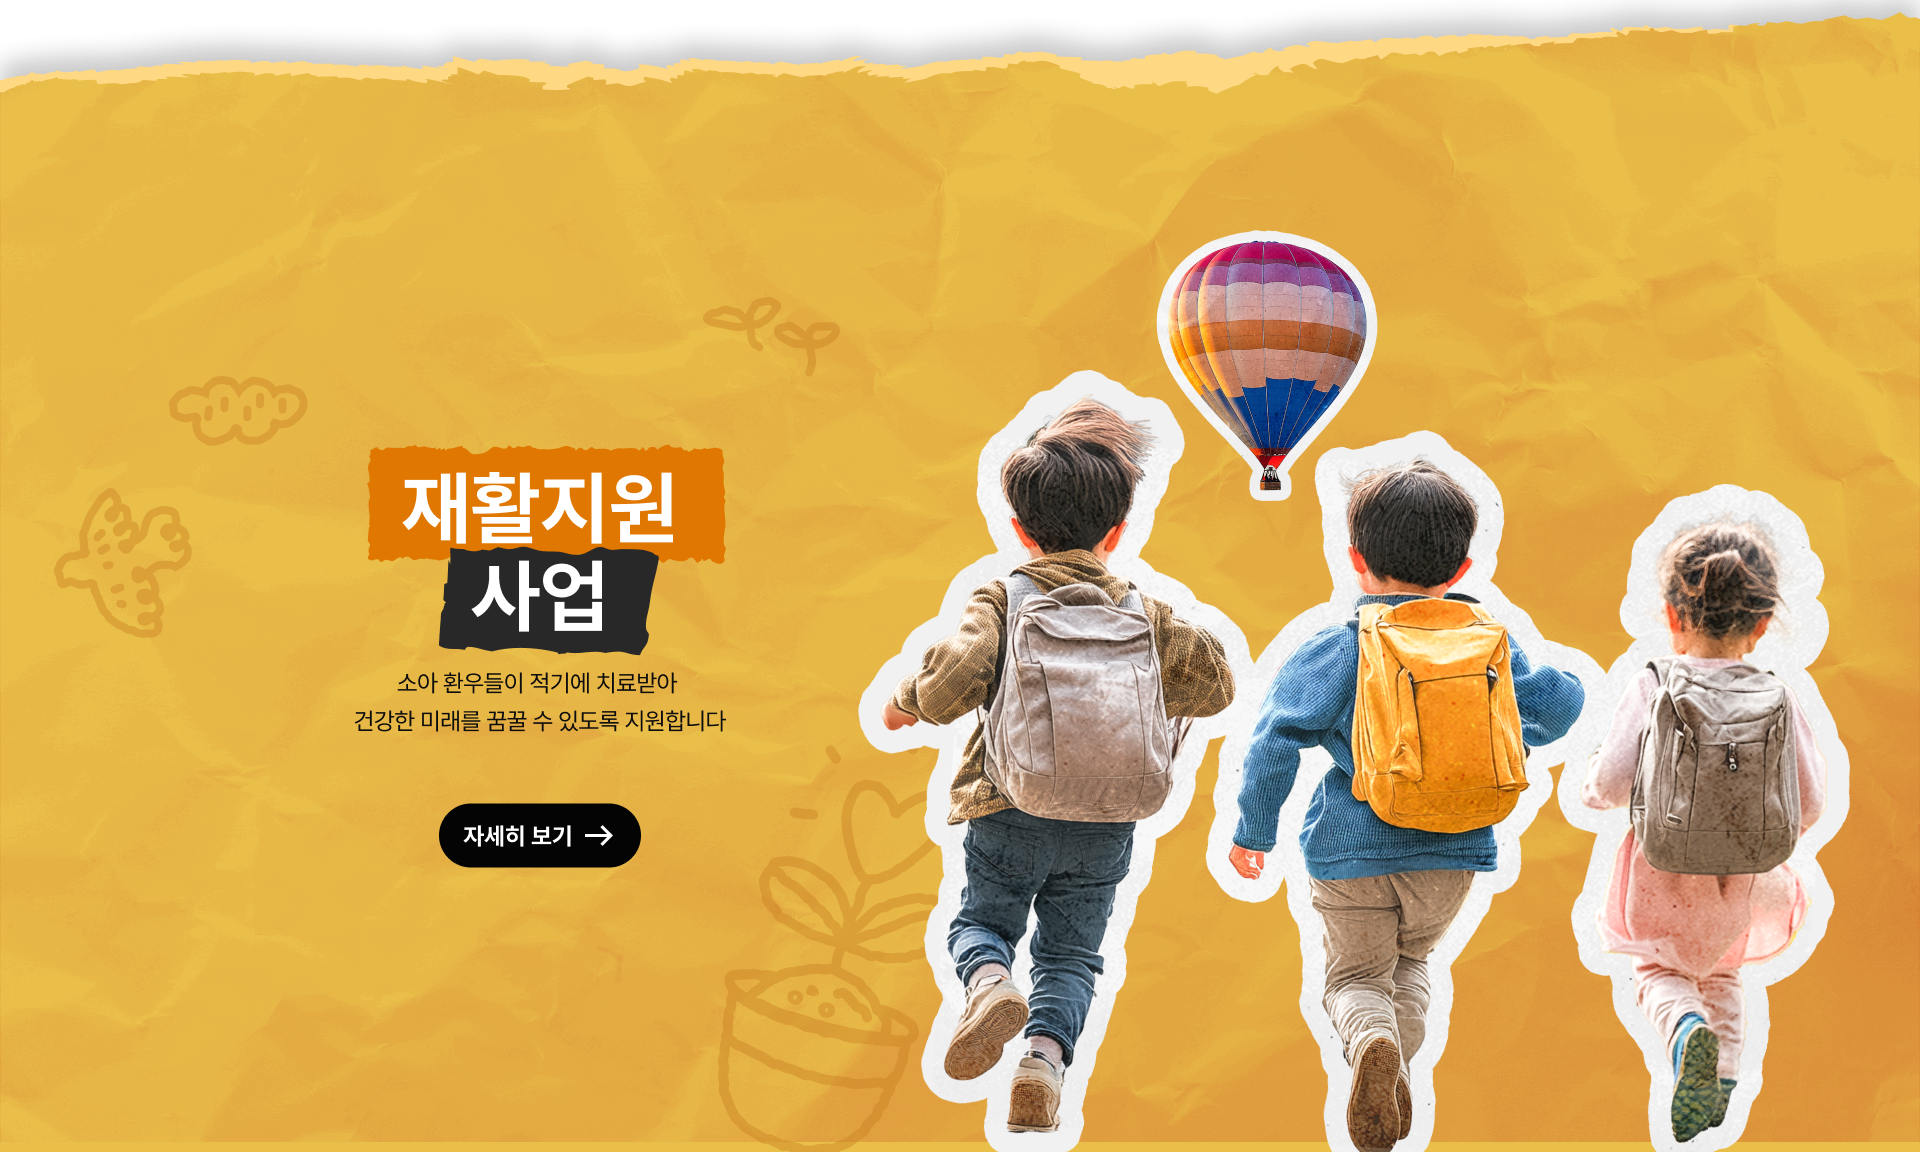 재활지원
사업
소아 환우들이 적기에 치료받아
건강한 미래를 꿈꿀 수 있도록 지원합니다
자세히 보기